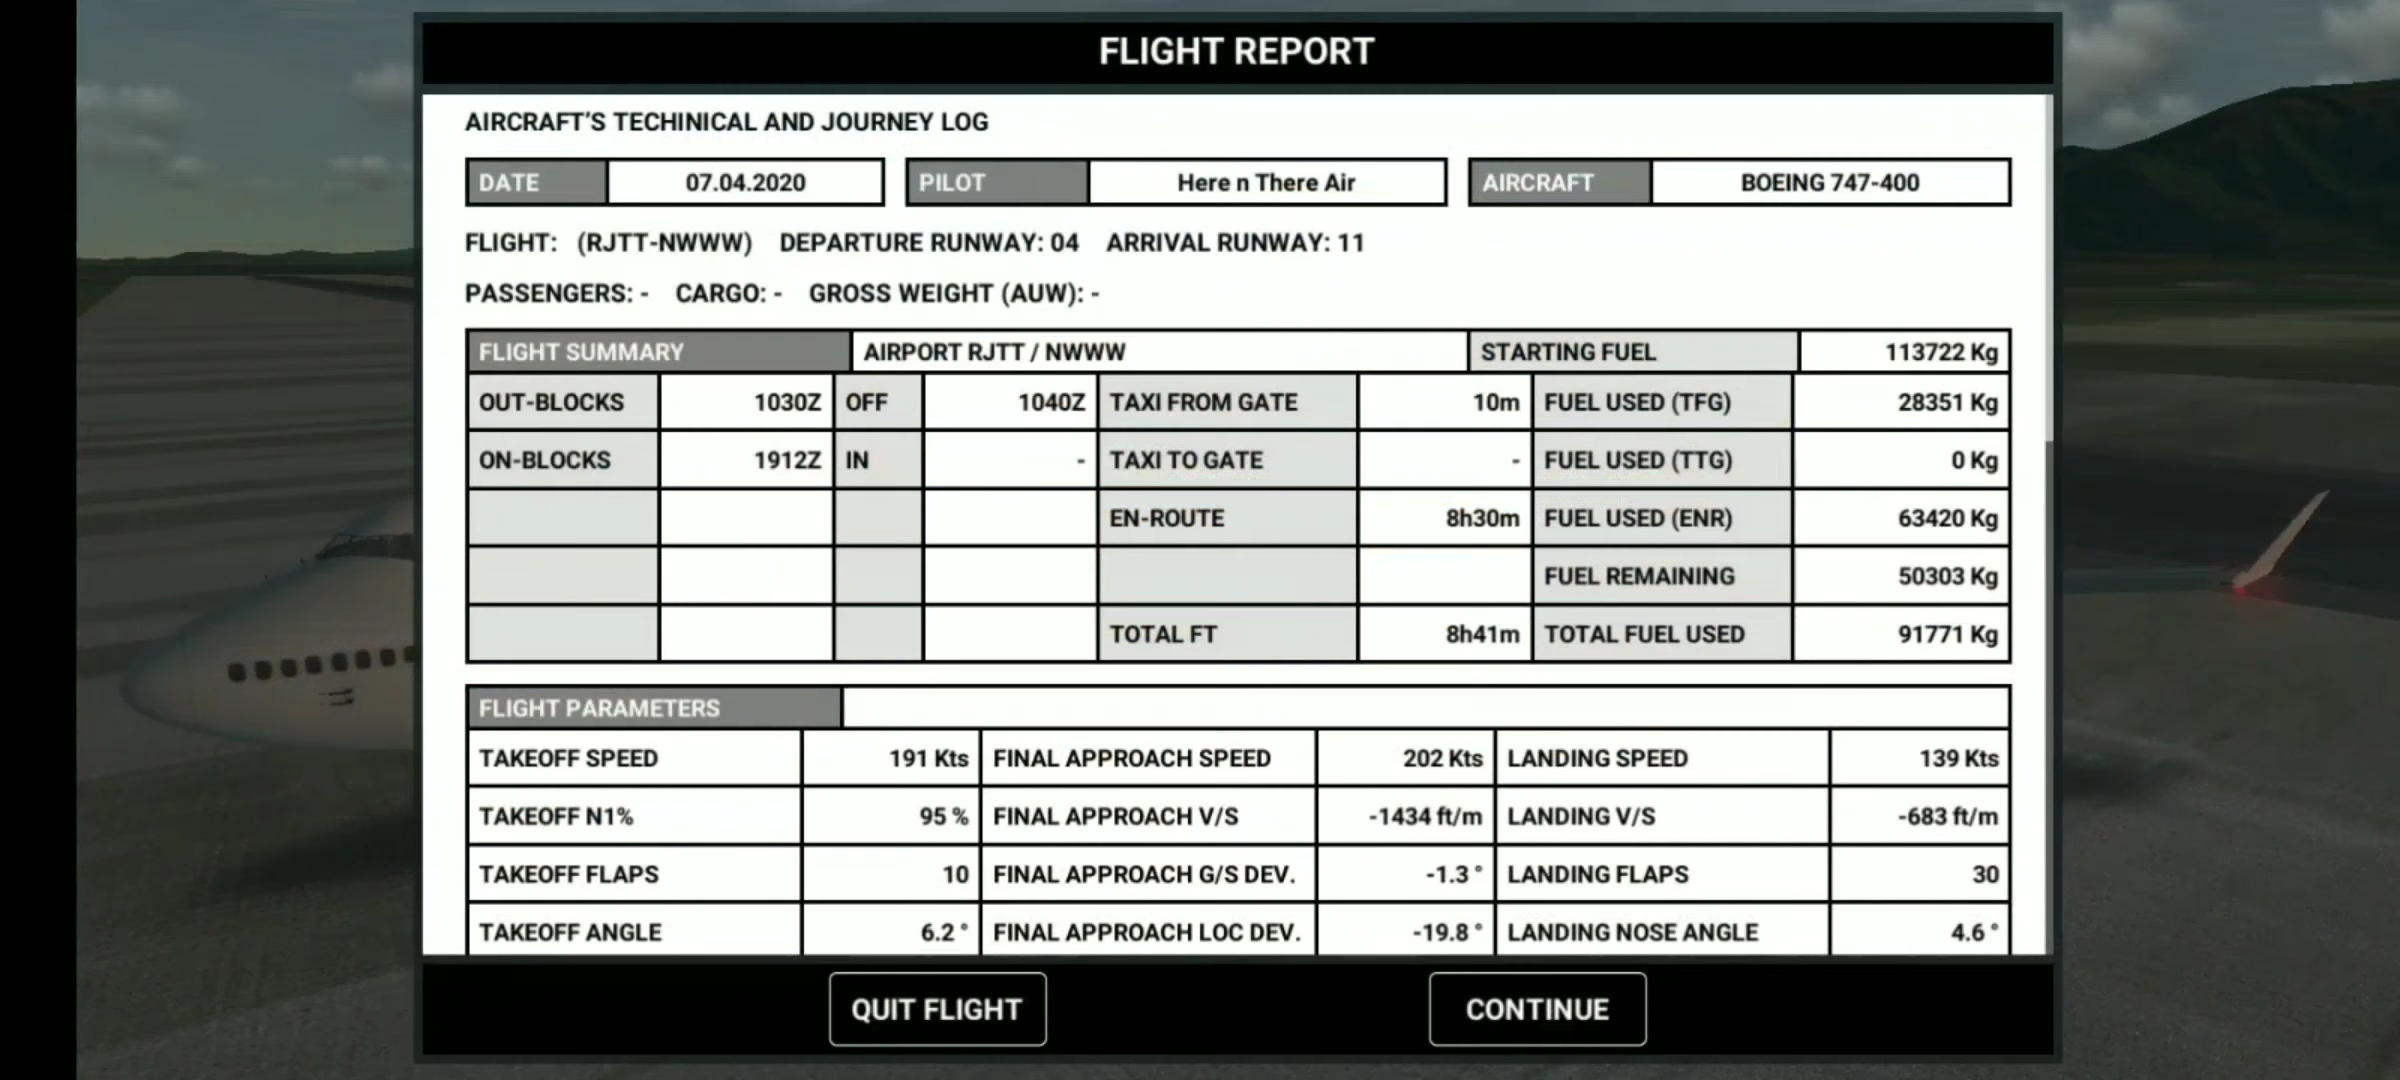 FLIGHT REPORT
AIRCRAFT'S TECHINICAL AND JOURNEY LOG
DATE 07.04.2020 PILOT Here n There Air AIRCRAFT BOEING 747-400
FLIGHT: (RJTT-NWWW) DEPARTURE RUNWAY: 04 ARRIVAL RUNWAY: 11
PASSENGERS: - CARGO: - GROSS WEIGHT (AUW): -
FLIGHT SUMMARY AIRPORT RJTT / NWWW STARTING FUEL 113722 Kg
OUT-BLOCKS 1030Z OFF 1040Z TAXI FROM GATE 10m FUEL USED (TFG) 28351 Kg
ON-BLOCKS 1912Z IN - TAXI TO GATE - FUEL USED (TTG) 0 Kg
EN-ROUTE 8h30m FUEL USED (ENR) 63420 Kg
FUEL REMAINING 50303 Kg
TOTAL FT 8h41m TOTAL FUEL USED 91771 Kg
FLIGHT PARAMETERS
TAKEOFF SPEED 191 Kts FINAL APPROACH SPEED 202 Kts LANDING SPEED 139 Kts
TAKEOFF N1% 95 % FINAL APPROACH V/S -1434 ft/m LANDING V/S -683 ft/m
TAKEOFF FLAPS 10 FINAL APPROACH G/S DEV. -1.3 ° LANDING FLAPS 30
TAKEOFF ANGLE 6.2 ° FINAL APPROACH LOC DEV. -19.8 ° LANDING NOSE ANGLE 4.6 °
QUIT FLIGHT CONTINUE